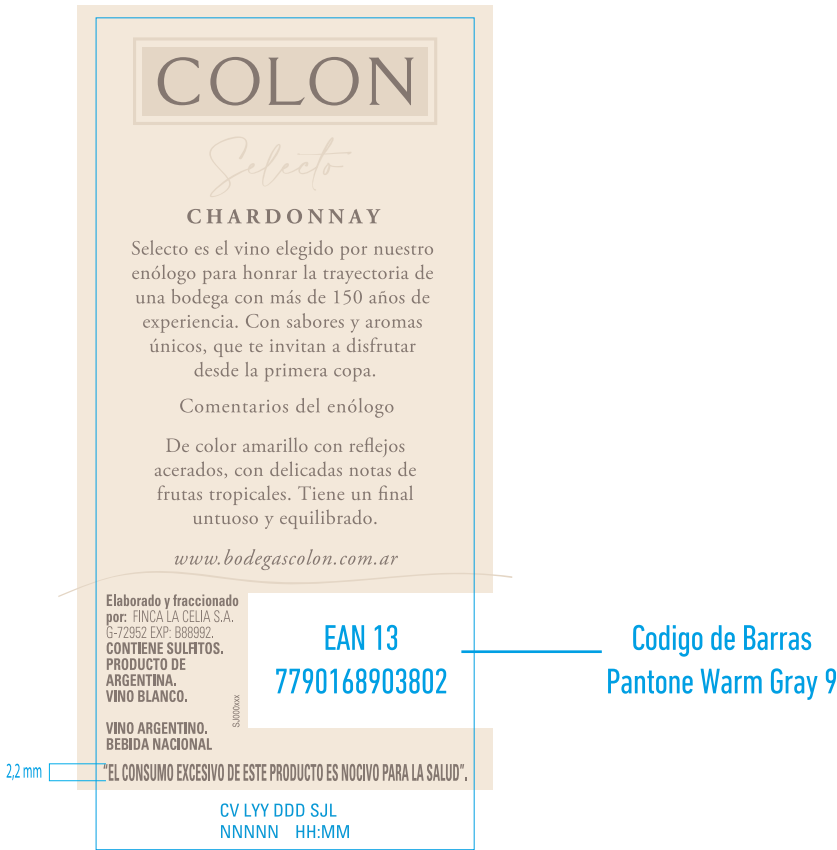 COLON
Selecto
CHARDONNAY
Selecto es el vino elegido por nuestro
enólogo para honrar la trayectoria de
una bodega con más de 150 años de
experiencia. Con sabores y aromas
únicos, que te invitan a disfrutar
desde la primera copa.
Comentarios del enólogo
De color amarillo con reflejos
acerados, con delicadas notas de
frutas tropicales. Tiene un final
untuoso y equilibrado.
www.bodegascolon.com.ar
Elaborado y fraccionado
por: FINCA LA CELIA S.A.
G-72952 EXP: B88992.
CONTIENE SULFITOS.
PRODUCTO DE
ARGENTINA.
VINO BLANCO.
SJ000xxx
VINO ARGENTINO.
BEBIDA NACIONAL
EAN 13
7790168903802
Codigo de Barras
Pantone Warm Gray 9
2,2 mm
"EL CONSUMO EXCESIVO DE ESTE PRODUCTO ES NOCIVO PARA LA SALUD".
CV LYY DDD SJL
NNNNN HH:MM